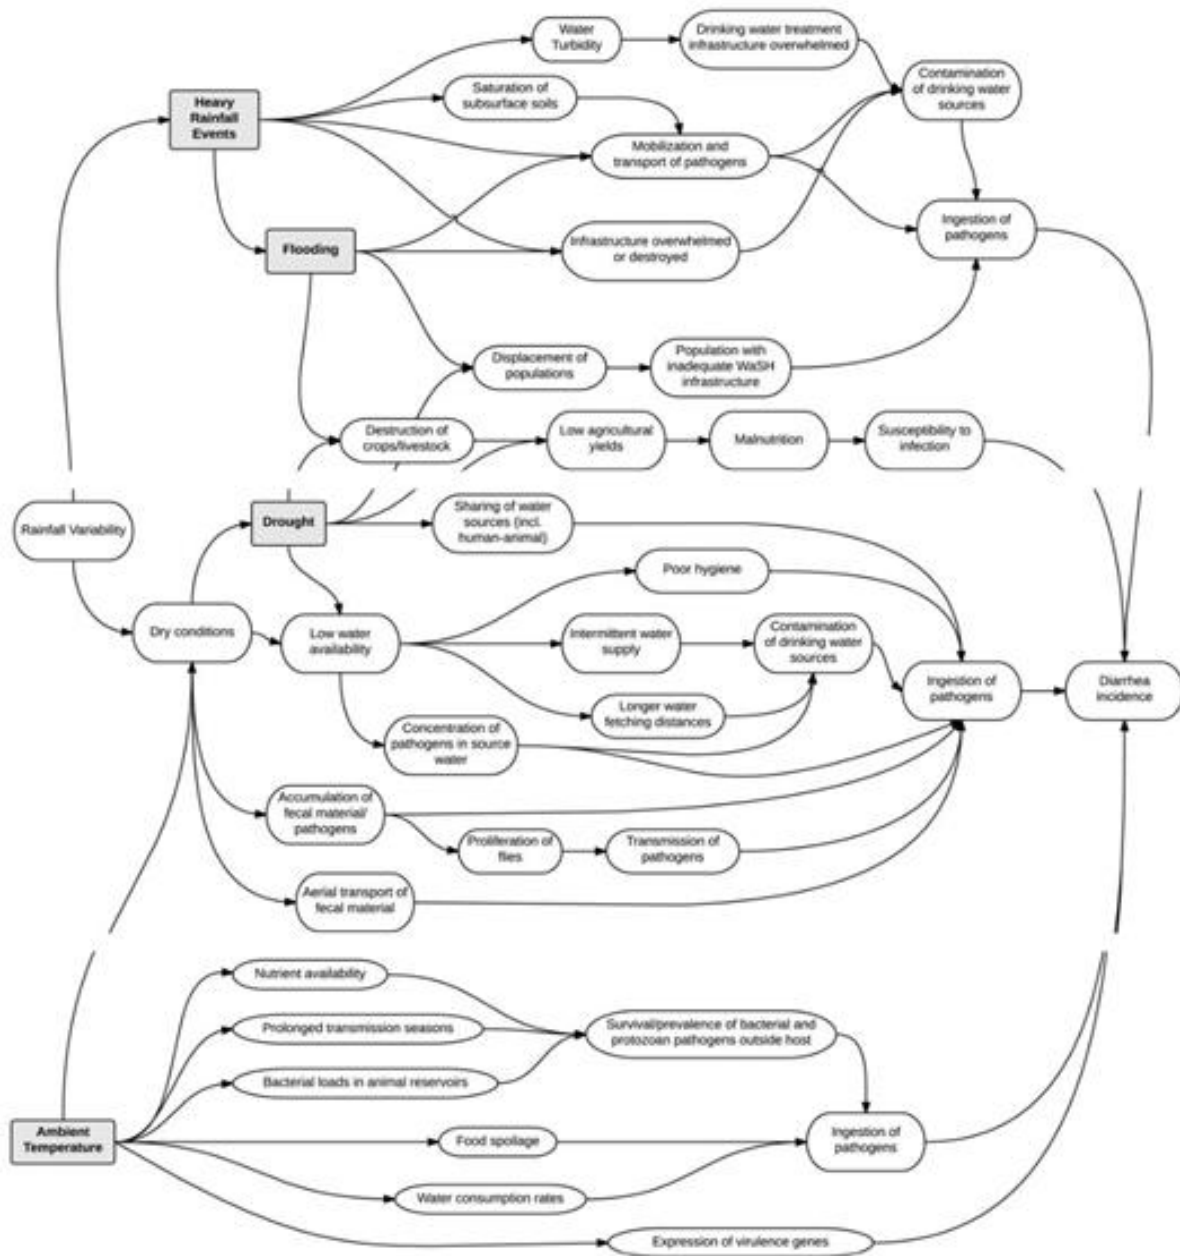 Water
Turbidity
Drinking water treatment
infrastructure overwhelmed
Contamination
of drinking water
sources
Heavy
Rainfall
Events
Saturation of
subsurface soils
Mobilization and
transport of pathogens
Ingestion of
pathogens
Flooding
Infrastructure overwhelmed
or destroyed
Displacement of
populations
Population with
inadequate WaSH
infrastructure
Destruction of
crops/livestock
Low agricultural
yields
Malnutrition
Susceptibility to
infection
Rainfall Variability
Drought
Sharing of water
sources (incl.
human-animal)
Poor hygiene
Dry conditions
Low water
availability
Intermittent water
supply
Contamination
of drinking water
sources
Longer water
fetching distances
Ingestion of
pathogens
Diarrhea
incidence
Concentration of
pathogens in source
water
Accumulation of
fecal material/
pathogens
Proliferation of
flies
Transmission of
pathogens
Aerial transport of
fecal material
Nutrient availability
Prolonged transmission seasons
Survival/prevalence of bacterial and
protozoan pathogens outside host
Bacterial loads in animal reservoirs
Ambient
Temperature
Food spoilage
Ingestion of
pathogens
Water consumption rates
Expression of virulence genes